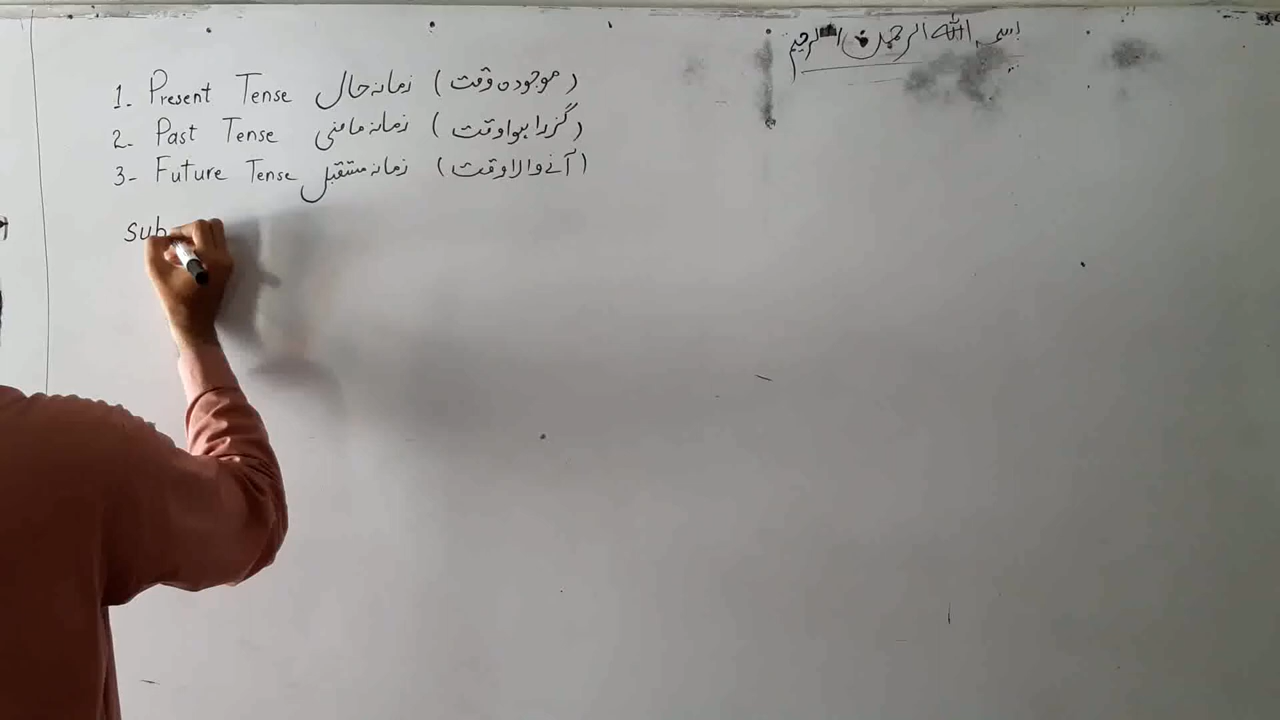 بسم اللہ الرحمٰن الرحیم
1. Present Tense زمانہ حال (موجودہ وقت)
2. Past Tense زمانہ ماضی (گزرا ہوا وقت)
3- Future Tense زمانہ مستقبل (آنے والا وقت)
Sub